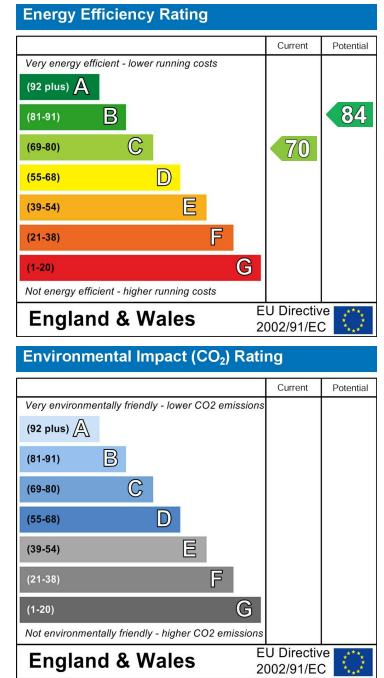 Energy Efficiency Rating
Current Potential
Very energy efficient - lower running costs
(92 plus) A
(81-91) B
84
(69-80) C
70
(55-68) D
(39-54) E
(21-38) F
(1-20) G
Not energy efficient - higher running costs
England & Wales
EU Directive
2002/91/EC
Environmental Impact (CO₂) Rating
Current Potential
Very environmentally friendly - lower CO2 emissions
(92 plus) A
(81-91) B
(69-80) C
(55-68) D
(39-54) E
(21-38) F
(1-20) G
Not environmentally friendly - higher CO2 emissions
England & Wales
EU Directive
2002/91/EC